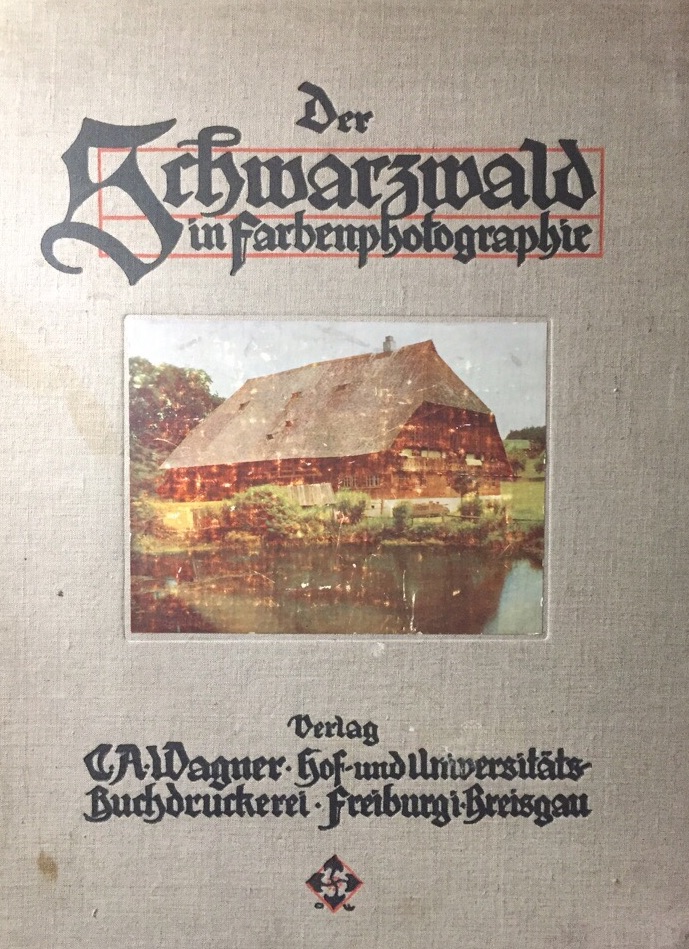 Der
Schwarzwald
in Farbenphotographie
Verlag
C.A. Wagner · Hof- und Universitäts-
Buchdruckerei · Freiburg i. Breisgau